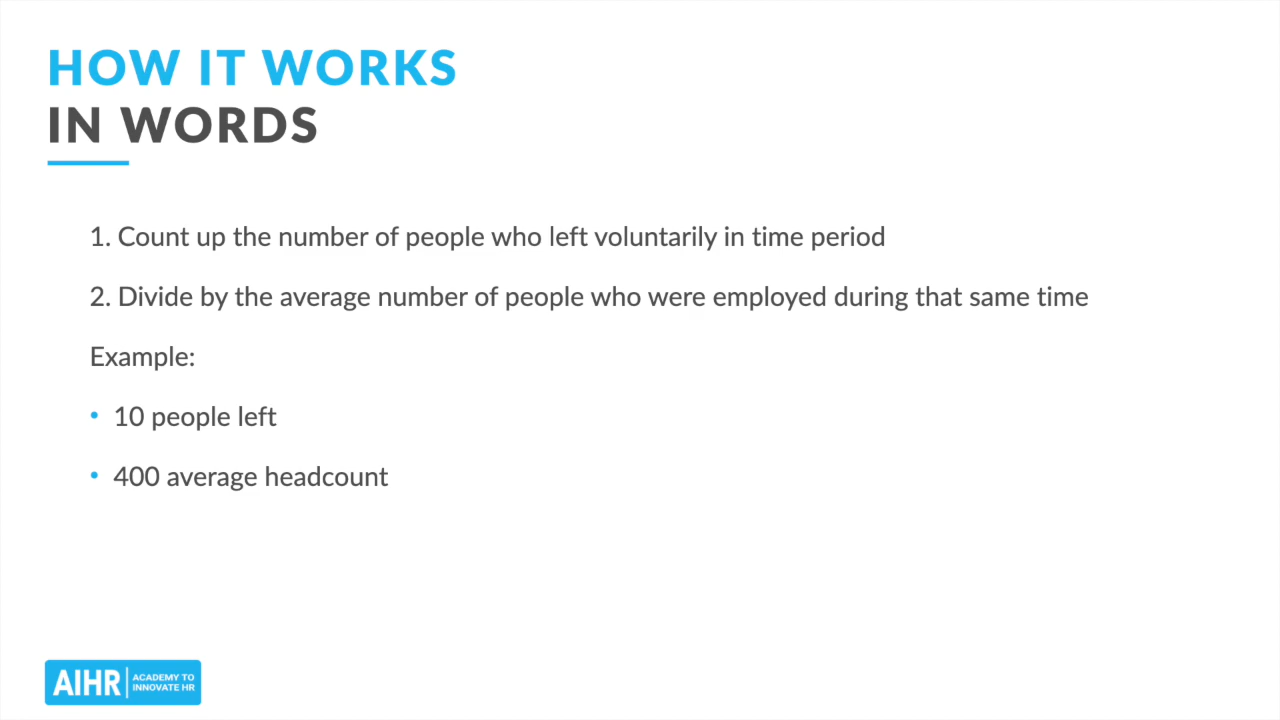 HOW IT WORKS
IN WORDS
1. Count up the number of people who left voluntarily in time period
2. Divide by the average number of people who were employed during that same time
Example:
• 10 people left
• 400 average headcount
AIHR
ACADEMY TO
INNOVATE HR